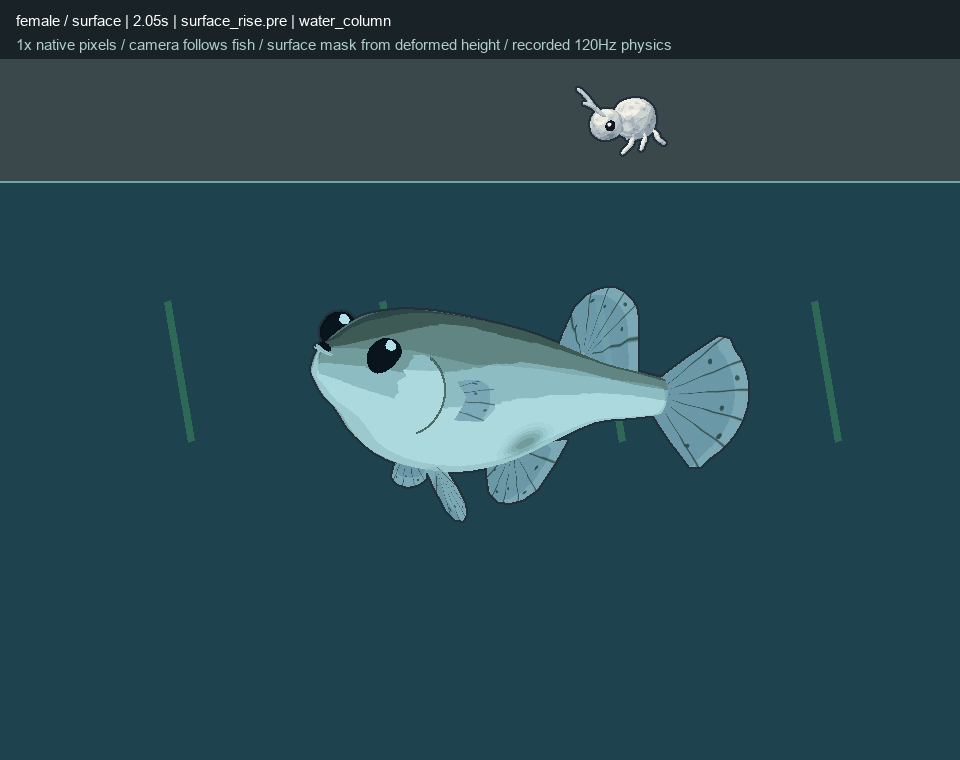 female / surface | 2.05s | surface_rise.pre | water_column
1x native pixels / camera follows fish / surface mask from deformed height / recorded 120Hz physics